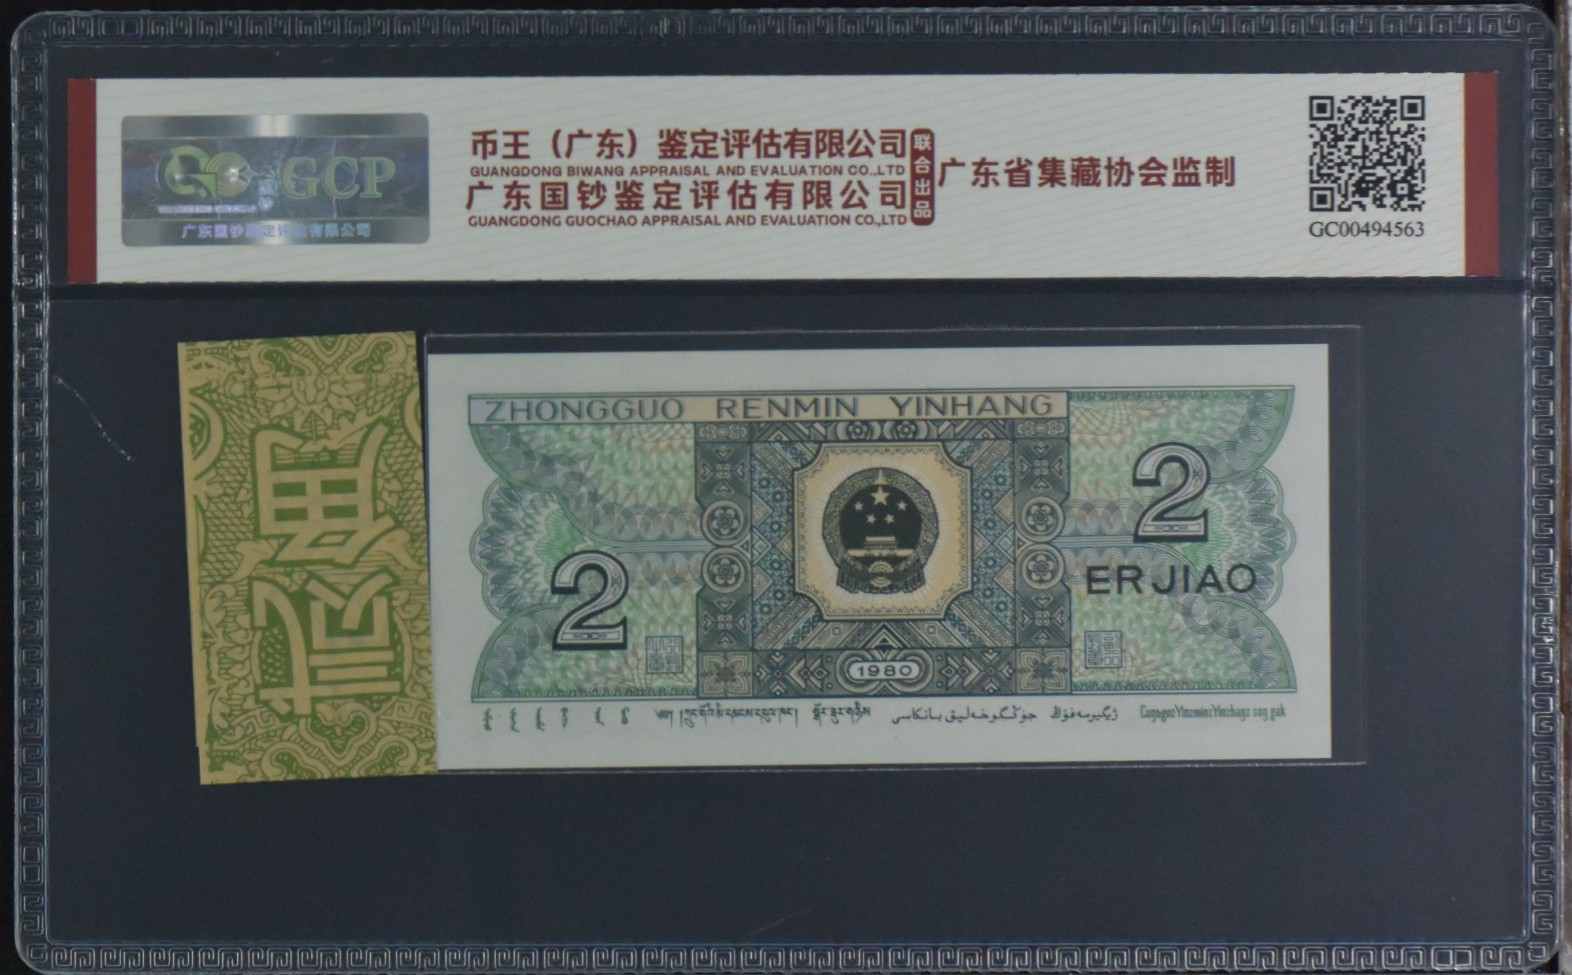 GCP
广东国钞鉴定评估有限公司
币王（广东）鉴定评估有限公司
GUANGDONG BIWANG APPRAISAL AND EVALUATION CO.,LTD
广东国钞鉴定评估有限公司
GUANGDONG GUOCHAO APPRAISAL AND EVALUATION CO.,LTD
联合出品
广东省集藏协会监制
GC00494563
ZHONGGUO RENMIN YINHANG
2
2
ERJIAO
1980